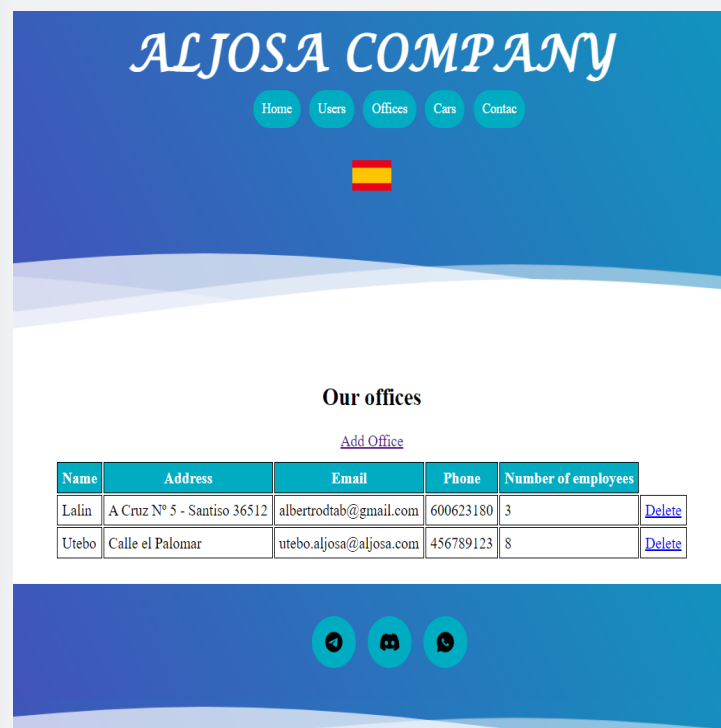 ALJOSA COMPANY
Home Users Offices Cars Contac
Our offices
Add Office
Name Address Email Phone Number of employees
Lalin A Cruz Nº 5 - Santiso 36512 albertrodtab@gmail.com 600623180 3 Delete
Utebo Calle el Palomar utebo.aljosa@aljosa.com 456789123 8 Delete